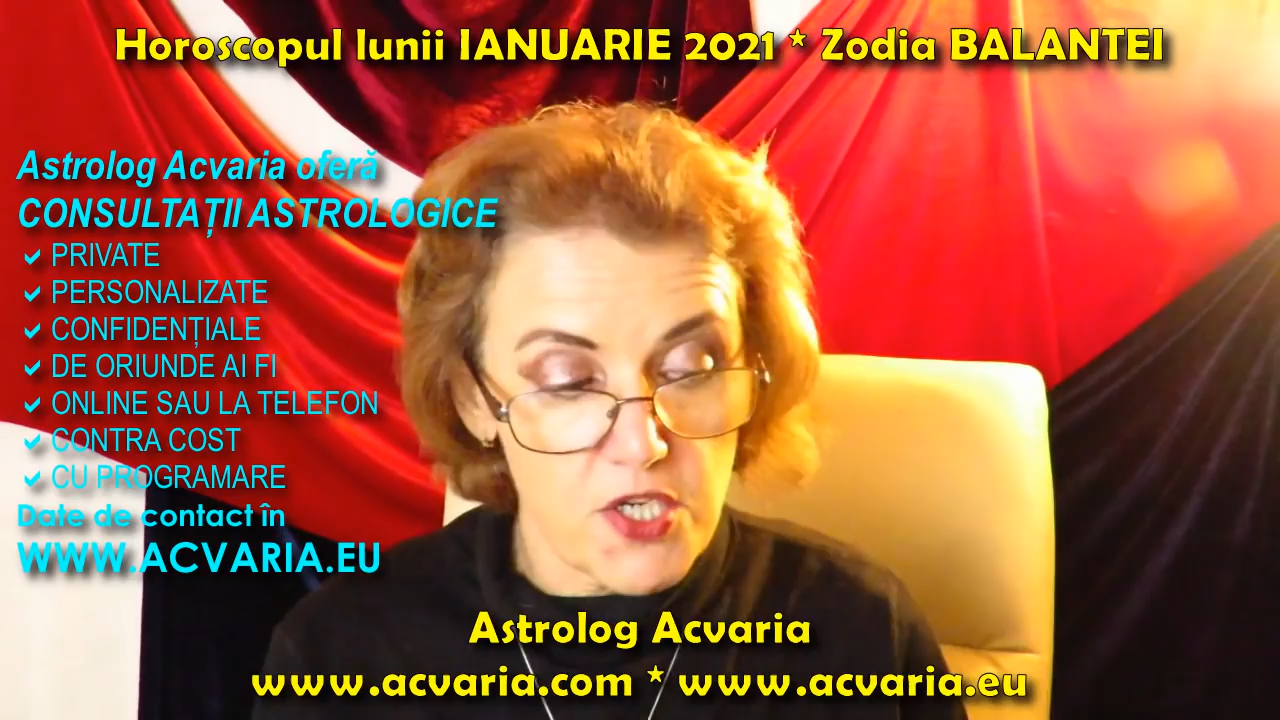 Horoscopul lunii IANUARIE 2021 * Zodia BALANTEI
Astrolog Acvaria oferă
CONSULTAȚII ASTROLOGICE
PRIVATE
PERSONALIZATE
CONFIDENȚIALE
DE ORIUNDE AI FI
ONLINE SAU LA TELEFON
CONTRA COST
CU PROGRAMARE
Date de contact în
WWW.ACVARIA.EU
Astrolog Acvaria
www.acvaria.com * www.acvaria.eu